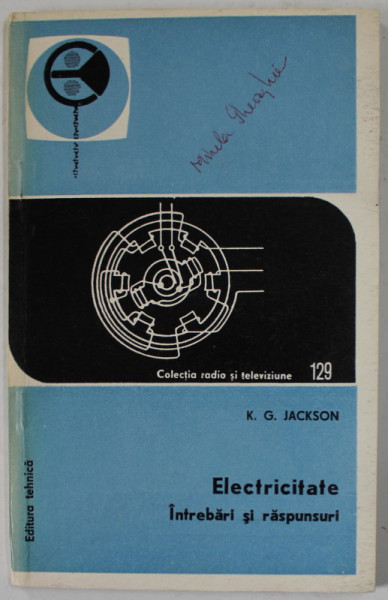 Colecția radio și televiziune 129
K. G. JACKSON
Electricitate
Întrebări și răspunsuri
Editura tehnică